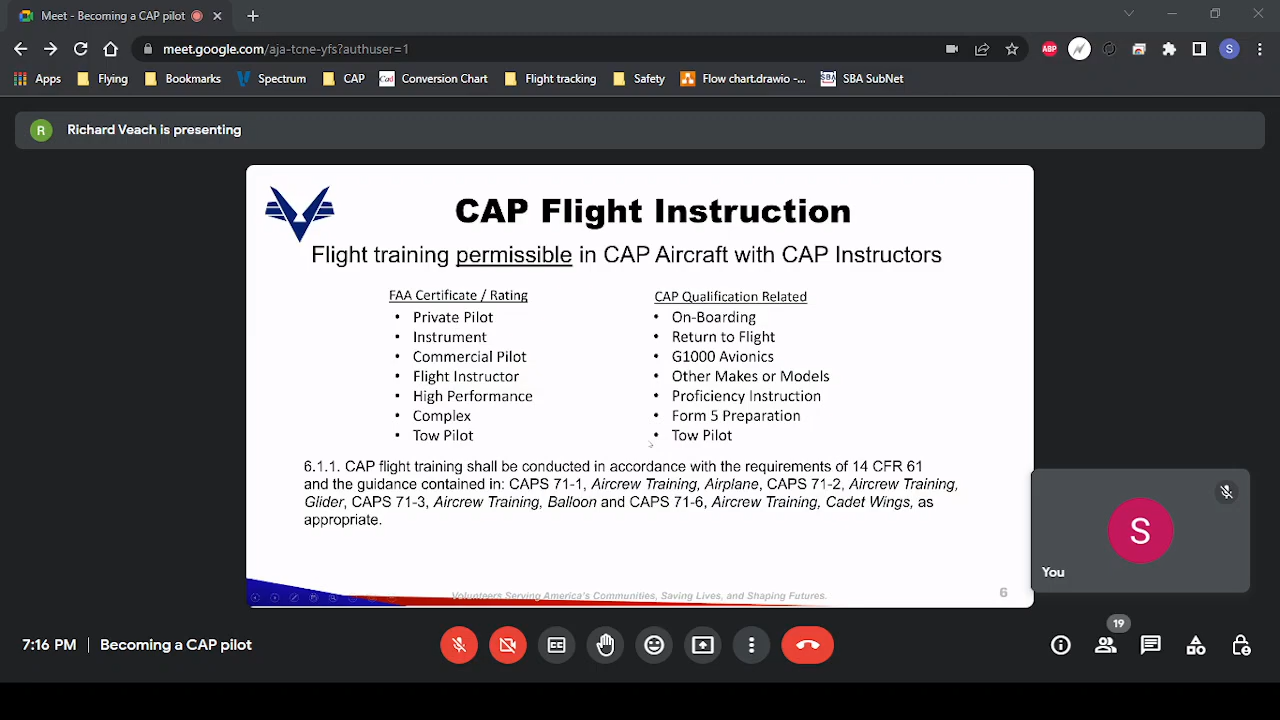 Meet - Becoming a CAP pilot
meet.google.com/aja-tcne-yfs?authuser=1
ABP
S
Apps
Flying
Bookmarks
Spectrum
CAP
Cad
Conversion Chart
Flight tracking
Safety
Flow chart.drawio -...
SBA
SBA SubNet
R
Richard Veach is presenting
CAP Flight Instruction
Flight training permissible in CAP Aircraft with CAP Instructors
FAA Certificate / Rating
• Private Pilot
• Instrument
• Commercial Pilot
• Flight Instructor
• High Performance
• Complex
• Tow Pilot
CAP Qualification Related
• On-Boarding
• Return to Flight
• G1000 Avionics
• Other Makes or Models
• Proficiency Instruction
• Form 5 Preparation
• Tow Pilot
6.1.1. CAP flight training shall be conducted in accordance with the requirements of 14 CFR 61
and the guidance contained in: CAPS 71-1, Aircrew Training, Airplane, CAPS 71-2, Aircrew Training,
Glider, CAPS 71-3, Aircrew Training, Balloon and CAPS 71-6, Aircrew Training, Cadet Wings, as
appropriate.
Volunteers Serving America's Communities, Saving Lives, and Shaping Futures.
6
S
You
7:16 PM | Becoming a CAP pilot
CC
19